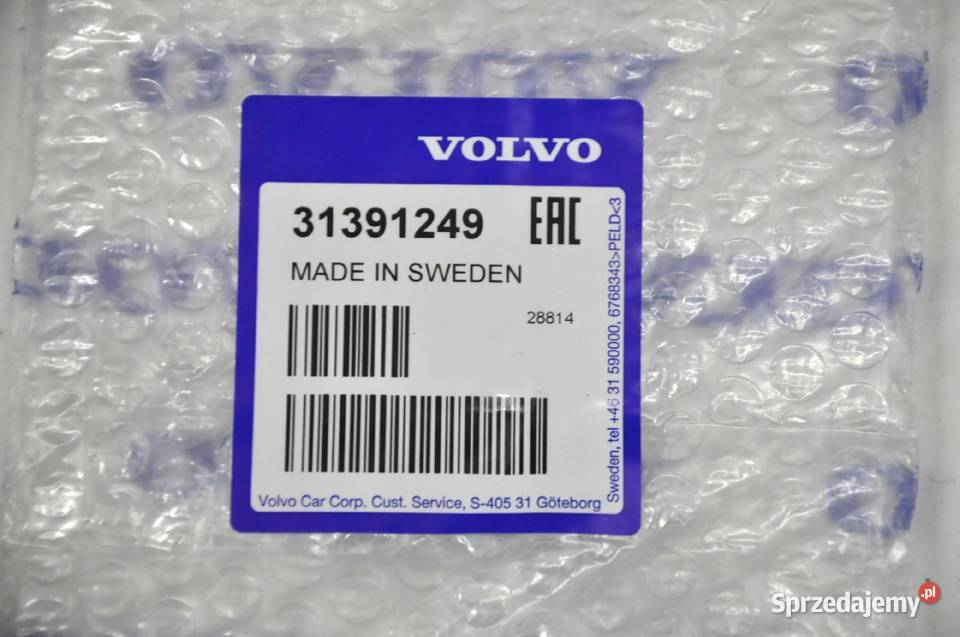 VOLVO
31391249 EAC
MADE IN SWEDEN
28814
Volvo Car Corp. Cust. Service, S-405 31 Göteborg
Sweden, tel +46 31 590000, 6768343>PELD<3
Sprzedajemy.pl